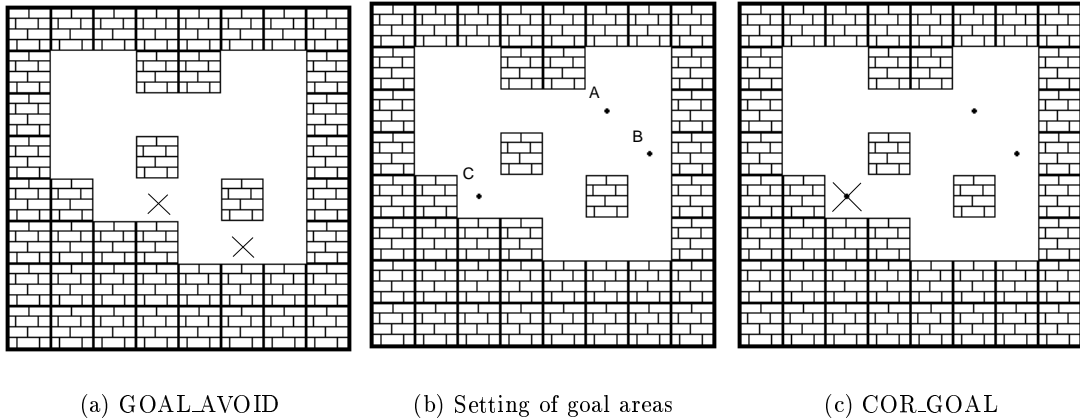 A
B
C
(a) GOAL_AVOID
(b) Setting of goal areas
(c) COR_GOAL